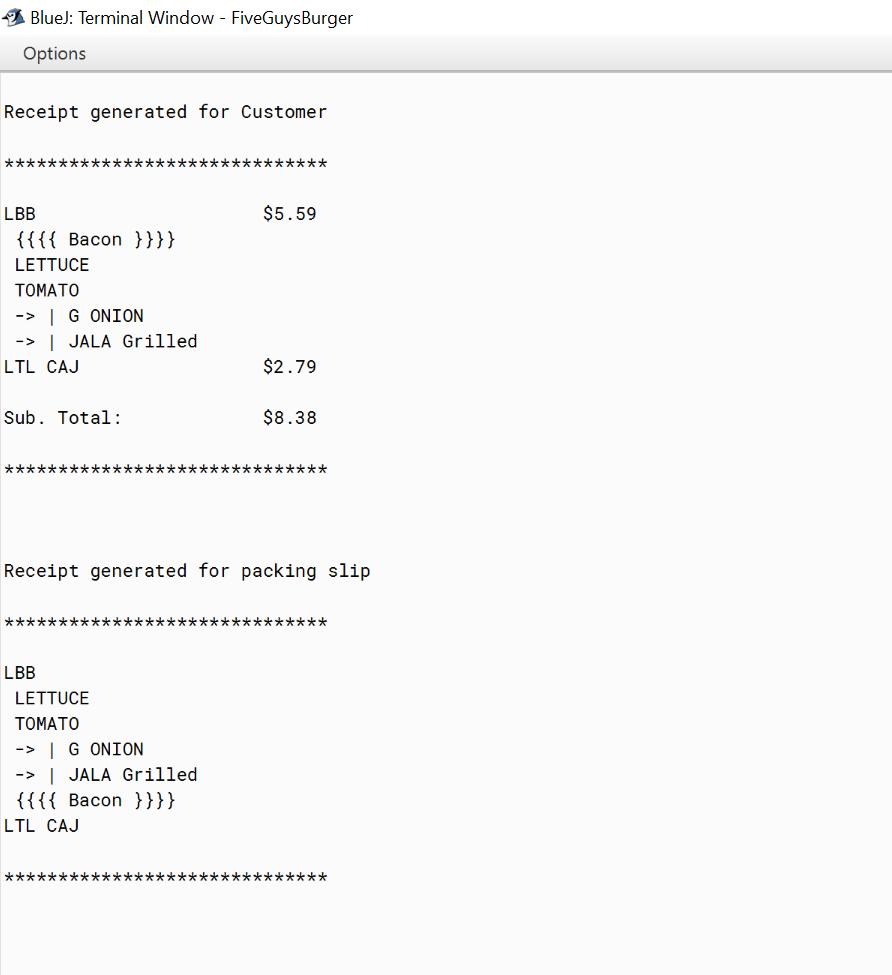 BlueJ: Terminal Window - FiveGuysBurger
Options
Receipt generated for Customer
******************************
LBB                     $5.59
 {{{{ Bacon }}}}
 LETTUCE
 TOMATO
 -> | G ONION
 -> | JALA Grilled
LTL CAJ                 $2.79
Sub. Total:             $8.38
******************************
Receipt generated for packing slip
******************************
LBB
 LETTUCE
 TOMATO
 -> | G ONION
 -> | JALA Grilled
 {{{{ Bacon }}}}
LTL CAJ
******************************